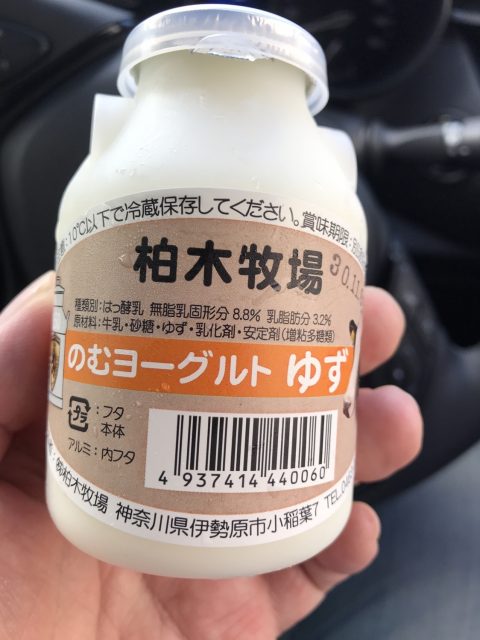 10℃以下で冷蔵保存してください。賞味期限:
柏木牧場
30.11
種類別:はっ酵乳 無脂乳固形分 8.8% 乳脂肪分 3.2%
原材料:牛乳・砂糖・ゆず・乳化剤・安定剤(増粘多糖類)
のむヨーグルト ゆず
プラ
:フタ
本体
アルミ:内フタ
4 937414 440060
㈲柏木牧場 神奈川県伊勢原市小稲葉7 TEL.046